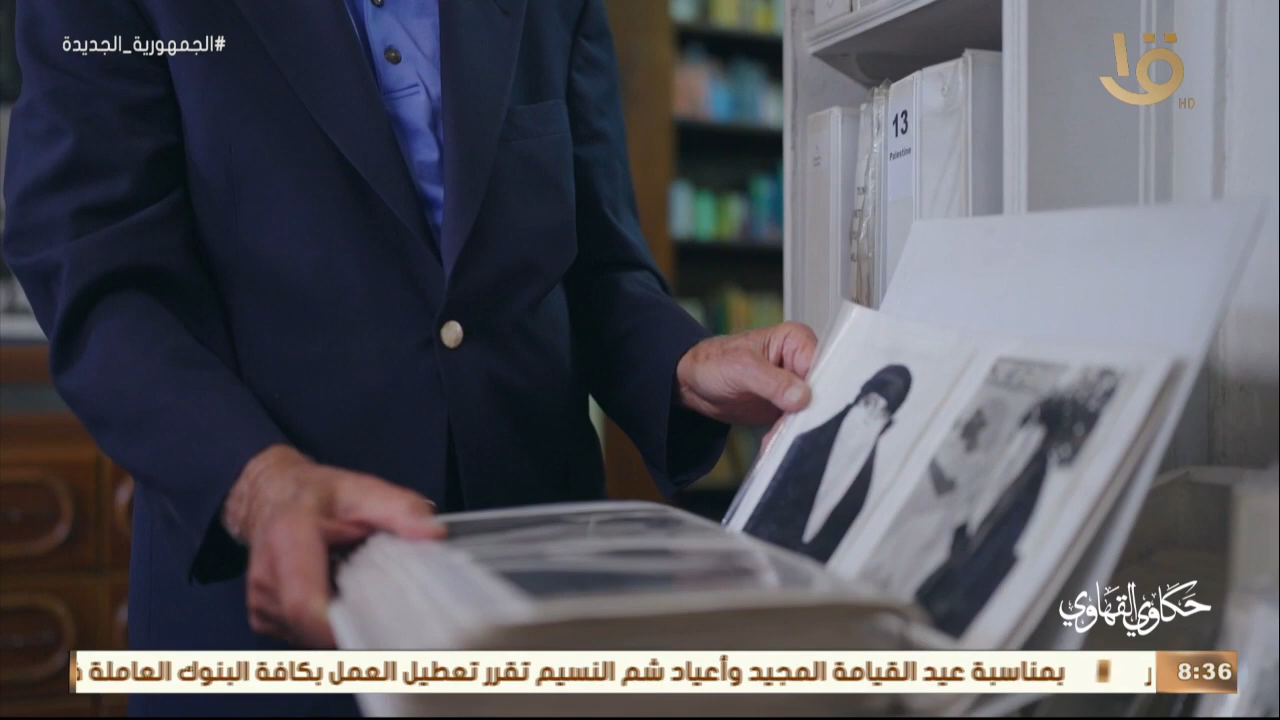 #الجمهورية_الجديدة
HD
13
Palestine
حكاوي القهاوي
بمناسبة عيد القيامة المجيد وأعياد شم النسيم تقرر تعطيل العمل بكافة البنوك العاملة
8:36